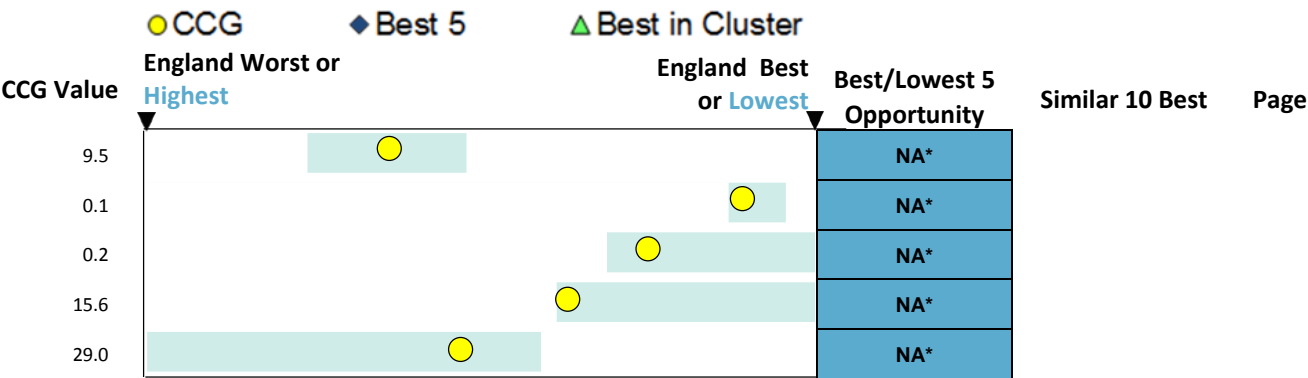 CCG Best 5 Best in Cluster
CCG Value England Worst or Highest England Best or Lowest Best/Lowest 5 Opportunity Similar 10 Best Page
9.5 NA*
0.1 NA*
0.2 NA*
15.6 NA*
29.0 NA*